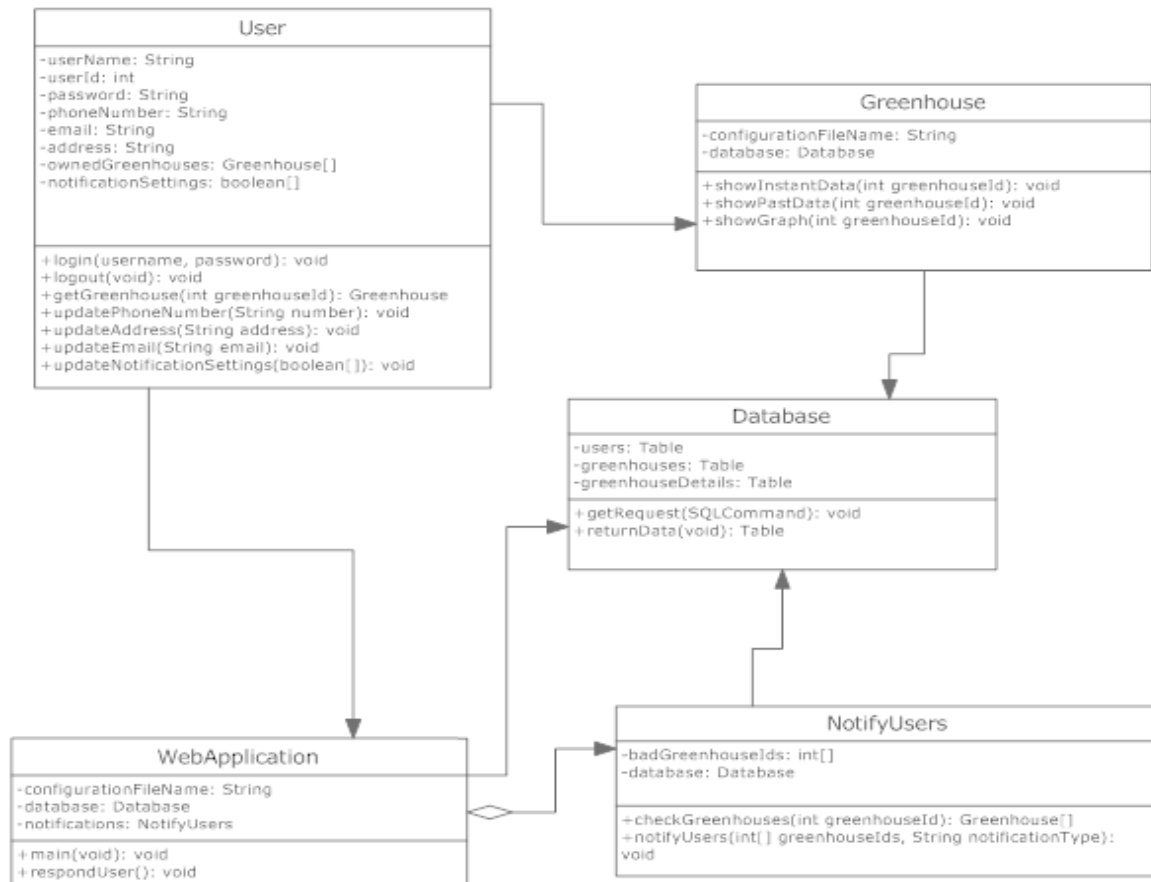 User
-userName: String
-userId: int
-password: String
-phoneNumber: String
-email: String
-address: String
-ownedGreenhouses: Greenhouse[]
-notificationSettings: boolean[]
+login(username, password): void
+logout(void): void
+getGreenhouse(int greenhouseId): Greenhouse
+updatePhoneNumber(String number): void
+updateAddress(String address): void
+updateEmail(String email): void
+updateNotificationSettings(boolean[]): void
Greenhouse
-configurationFileName: String
-database: Database
+showInstantData(int greenhouseId): void
+showPastData(int greenhouseId): void
+showGraph(int greenhouseId): void
Database
-users: Table
-greenhouses: Table
-greenhouseDetails: Table
+getRequest(SQLCommand): void
+returnData(void): Table
WebApplication
-configurationFileName: String
-database: Database
-notifications: NotifyUsers
+main(void): void
+respondUser(): void
NotifyUsers
-badGreenhouseIds: int[]
-database: Database
+checkGreenhouses(int greenhouseId): Greenhouse[]
+notifyUsers(int[] greenhouseIds, String notificationType):
void